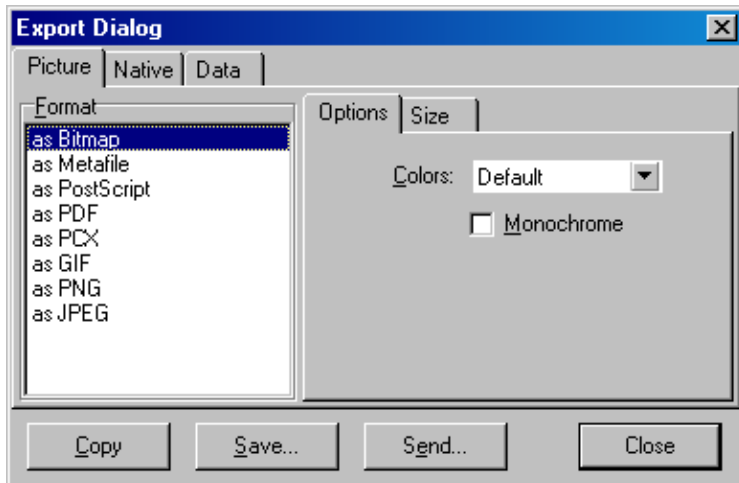 Export Dialog
Picture Native Data
Format
as Bitmap
as Metafile
as PostScript
as PDF
as PCX
as GIF
as PNG
as JPEG
Options Size
Colors: Default
Monochrome
Copy Save... Send... Close